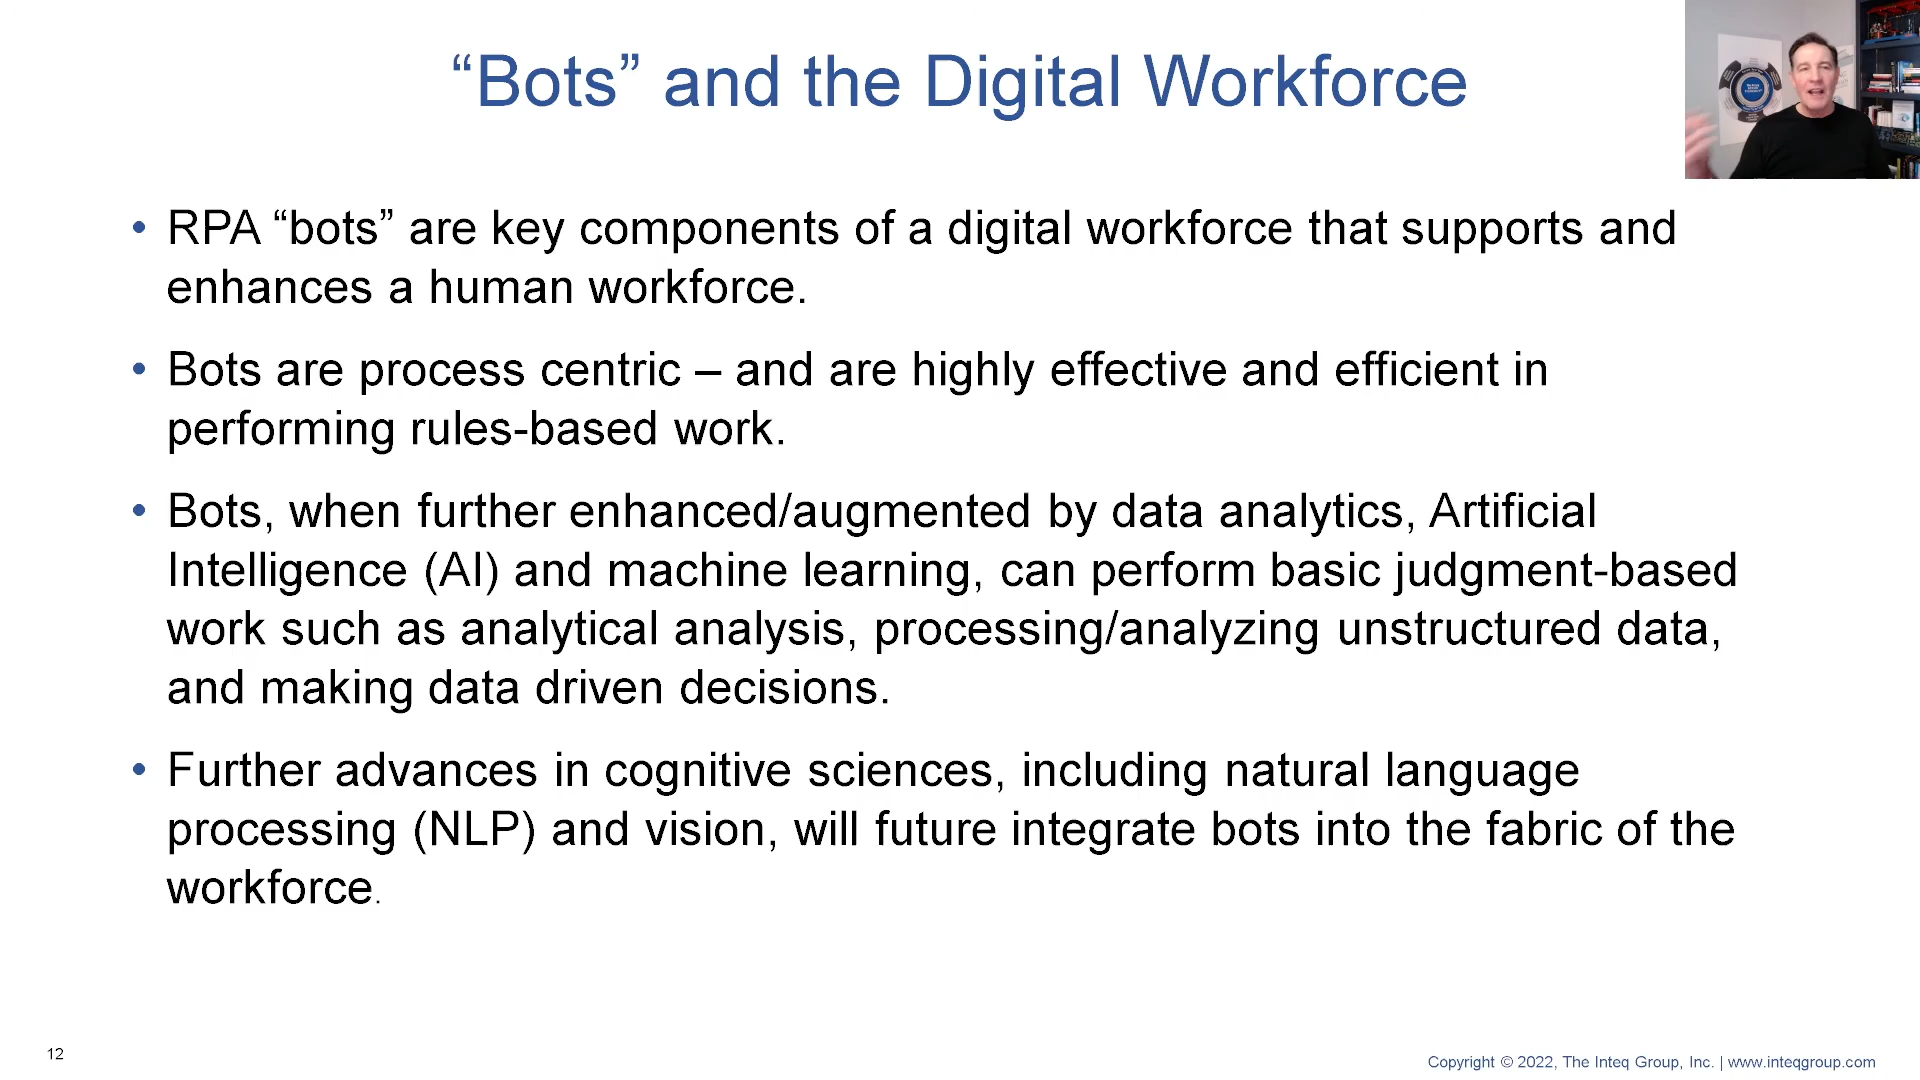 “Bots” and the Digital Workforce
• RPA “bots” are key components of a digital workforce that supports and
enhances a human workforce.
• Bots are process centric – and are highly effective and efficient in
performing rules-based work.
• Bots, when further enhanced/augmented by data analytics, Artificial
Intelligence (AI) and machine learning, can perform basic judgment-based
work such as analytical analysis, processing/analyzing unstructured data,
and making data driven decisions.
• Further advances in cognitive sciences, including natural language
processing (NLP) and vision, will future integrate bots into the fabric of the
workforce.
12
Copyright © 2022, The Inteq Group, Inc. | www.inteqgroup.com